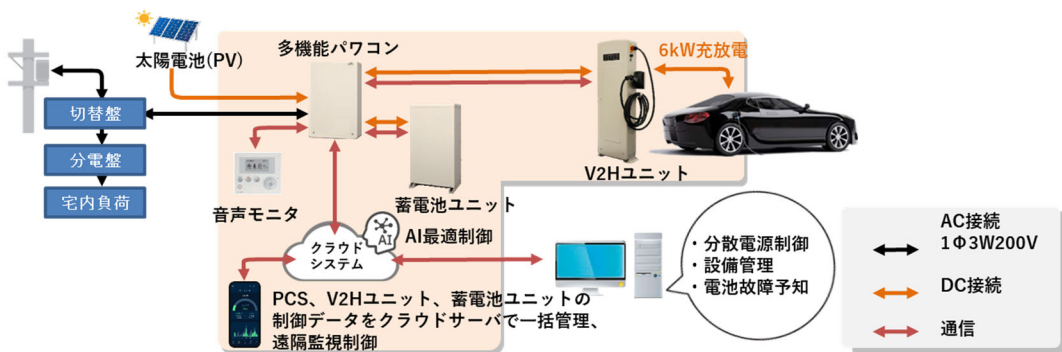 太陽電池(PV)
多機能パワコン
6kW充放電
切替盤
分電盤
宅内負荷
音声モニタ
蓄電池ユニット
V2Hユニット
クラウド
システム
AI
AI最適制御
PCS、V2Hユニット、蓄電池ユニットの
制御データをクラウドサーバで一括管理、
遠隔監視制御
・分散電源制御
・設備管理
・電池故障予知
AC接続
1Φ3W200V
DC接続
通信